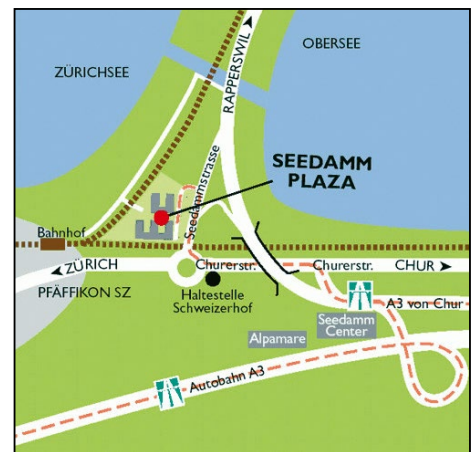 OBERSEE
ZÜRICHSEE
RAPPERSWIL
SEEDAMM
PLAZA
Seedammstrasse
Bahnhof
ZÜRICH
Churerstr.
Churerstr.
CHUR
PFÄFFIKON SZ
Haltestelle
Schweizerhof
A3 von Chur
Seedamm
Center
Alpamare
Autobahn A3